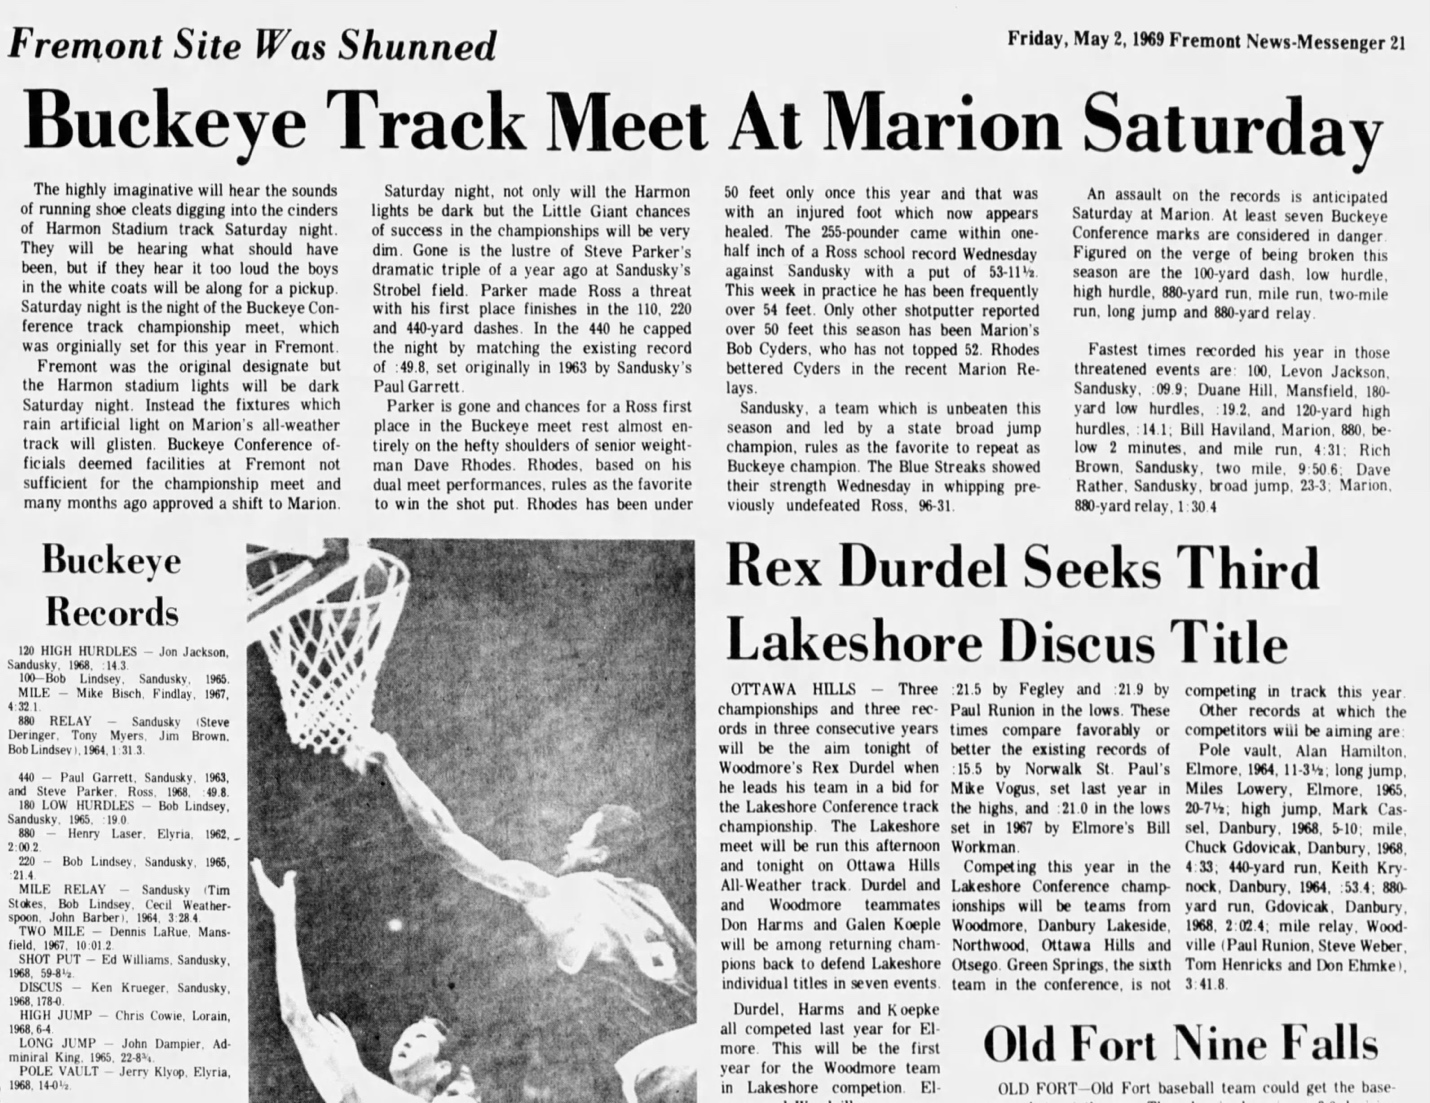 Fremont Site Was Shunned
Friday, May 2, 1969 Fremont News-Messenger 21
Buckeye Track Meet At Marion Saturday
The highly imaginative will hear the sounds
of running shoe cleats digging into the cinders
of Harmon Stadium track Saturday night.
They will be hearing what should have
been, but if they hear it too loud the boys
in the white coats will be along for a pickup.
Saturday night is the night of the Buckeye Con-
ference track championship meet, which
was orginially set for this year in Fremont.
Fremont was the original designate but
the Harmon stadium lights will be dark
Saturday night. Instead the fixtures which
rain artificial light on Marion's all-weather
track will glisten. Buckeye Conference of-
ficials deemed facilities at Fremont not
sufficient for the championship meet and
many months ago approved a shift to Marion.
Saturday night, not only will the Harmon
lights be dark but the Little Giant chances
of success in the championships will be very
dim. Gone is the lustre of Steve Parker's
dramatic triple of a year ago at Sandusky's
Strobel field. Parker made Ross a threat
with his first place finishes in the 110, 220
and 440-yard dashes. In the 440 he capped
the night by matching the existing record
of :49.8, set originally in 1963 by Sandusky's
Paul Garrett.
Parker is gone and chances for a Ross first
place in the Buckeye meet rest almost en-
tirely on the hefty shoulders of senior weight-
man Dave Rhodes. Rhodes, based on his
dual meet performances, rules as the favorite
to win the shot put. Rhodes has been under
50 feet only once this year and that was
with an injured foot which now appears
healed. The 255-pounder came within one-
half inch of a Ross school record Wednesday
against Sandusky with a put of 53-11½.
This week in practice he has been frequently
over 54 feet. Only other shotputter reported
over 50 feet this season has been Marion's
Bob Cyders, who has not topped 52. Rhodes
bettered Cyders in the recent Marion Re-
lays.
Sandusky, a team which is unbeaten this
season and led by a state broad jump
champion, rules as the favorite to repeat as
Buckeye champion. The Blue Streaks showed
their strength Wednesday in whipping pre-
viously undefeated Ross, 96-31.
An assault on the records is anticipated
Saturday at Marion. At least seven Buckeye
Conference marks are considered in danger.
Figured on the verge of being broken this
season are the 100-yard dash, low hurdle,
high hurdle, 880-yard run, mile run, two-mile
run, long jump and 880-yard relay.
Fastest times recorded his year in those
threatened events are: 100, Levon Jackson,
Sandusky, :09.9; Duane Hill, Mansfield, 180-
yard low hurdles, :19.2, and 120-yard high
hurdles, :14.1; Bill Haviland, Marion, 880, be-
low 2 minutes, and mile run, 4:31; Rich
Brown, Sandusky, two mile, 9:50.6; Dave
Rather, Sandusky, broad jump, 23-3; Marion,
880-yard relay, 1:30.4
Buckeye
Records
120 HIGH HURDLES — Jon Jackson,
Sandusky, 1968, :14.3.
100—Bob Lindsey, Sandusky, 1965.
MILE — Mike Bisch, Findlay, 1967,
4:32.1.
880 RELAY — Sandusky (Steve
Deringer, Tony Myers, Jim Brown,
Bob Lindsey), 1964, 1:31.3.
440 — Paul Garrett, Sandusky, 1963,
and Steve Parker, Ross, 1968, :49.8.
180 LOW HURDLES — Bob Lindsey,
Sandusky, 1965, :19.0.
880 — Henry Laser, Elyria, 1962,
2:00.2.
220 — Bob Lindsey, Sandusky, 1965,
:21.4.
MILE RELAY — Sandusky (Tim
Stokes, Bob Lindsey, Cecil Weather-
spoon, John Barber), 1964, 3:28.4.
TWO MILE — Dennis LaRue, Mans-
field, 1967, 10:01.2.
SHOT PUT — Ed Williams, Sandusky,
1968, 59-8½.
DISCUS — Ken Krueger, Sandusky,
1968, 178-0.
HIGH JUMP — Chris Cowie, Lorain,
1968, 6-4.
LONG JUMP — John Dampier, Ad-
miniral King, 1965, 22-8¾.
POLE VAULT — Jerry Klyop, Elyria,
1968, 14-0½.
Rex Durdel Seeks Third
Lakeshore Discus Title
OTTAWA HILLS — Three
championships and three rec-
ords in three consecutive years
will be the aim tonight of
Woodmore's Rex Durdel when
he leads his team in a bid for
the Lakeshore Conference track
championship. The Lakeshore
meet will be run this afternoon
and tonight on Ottawa Hills
All-Weather track. Durdel and
and Woodmore teammates
Don Harms and Galen Koeple
will be among returning cham-
pions back to defend Lakeshore
individual titles in seven events.
Durdel, Harms and Koepke
all competed last year for El-
more. This will be the first
year for the Woodmore team
in Lakeshore competion. El-
:21.5 by Fegley and :21.9 by
Paul Runion in the lows. These
times compare favorably or
better the existing records of
:15.5 by Norwalk St. Paul's
Mike Vogus, set last year in
the highs, and :21.0 in the lows
set in 1967 by Elmore's Bill
Workman.
Competing this year in the
Lakeshore Conference champ-
ionships will be teams from
Woodmore, Danbury Lakeside,
Northwood, Ottawa Hills and
Otsego. Green Springs, the sixth
team in the conference, is not
competing in track this year.
Other records at which the
competitors will be aiming are:
Pole vault, Alan Hamilton,
Elmore, 1964, 11-3½; long jump,
Miles Lowery, Elmore, 1965,
20-7½; high jump, Mark Cas-
sel, Danbury, 1968, 5-10; mile,
Chuck Gdovicak, Danbury, 1968,
4:33; 440-yard run, Keith Kry-
nock, Danbury, 1964, :53.4; 880-
yard run, Gdovicak, Danbury,
1968, 2:02.4; mile relay, Wood-
ville (Paul Runion, Steve Weber,
Tom Henricks and Don Ehmke),
3:41.8.
Old Fort Nine Falls
OLD FORT—Old Fort baseball team could get the base-